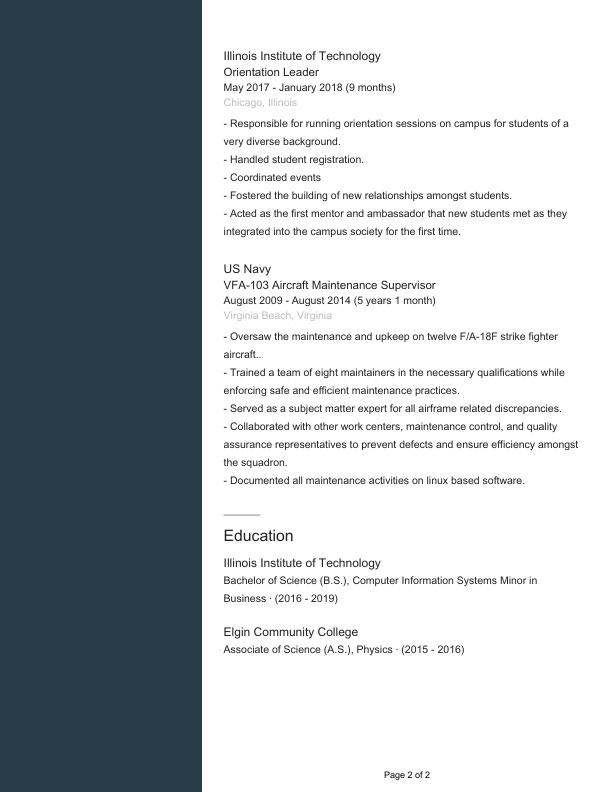 Illinois Institute of Technology
Orientation Leader
May 2017 - January 2018 (9 months)
Chicago, Illinois
- Responsible for running orientation sessions on campus for students of a
very diverse background.
- Handled student registration.
- Coordinated events
- Fostered the building of new relationships amongst students.
- Acted as the first mentor and ambassador that new students met as they
integrated into the campus society for the first time.
US Navy
VFA-103 Aircraft Maintenance Supervisor
August 2009 - August 2014 (5 years 1 month)
Virginia Beach, Virginia
- Oversaw the maintenance and upkeep on twelve F/A-18F strike fighter
aircraft..
- Trained a team of eight maintainers in the necessary qualifications while
enforcing safe and efficient maintenance practices.
- Served as a subject matter expert for all airframe related discrepancies.
- Collaborated with other work centers, maintenance control, and quality
assurance representatives to prevent defects and ensure efficiency amongst
the squadron.
- Documented all maintenance activities on linux based software.
Education
Illinois Institute of Technology
Bachelor of Science (B.S.), Computer Information Systems Minor in
Business · (2016 - 2019)
Elgin Community College
Associate of Science (A.S.), Physics · (2015 - 2016)
Page 2 of 2